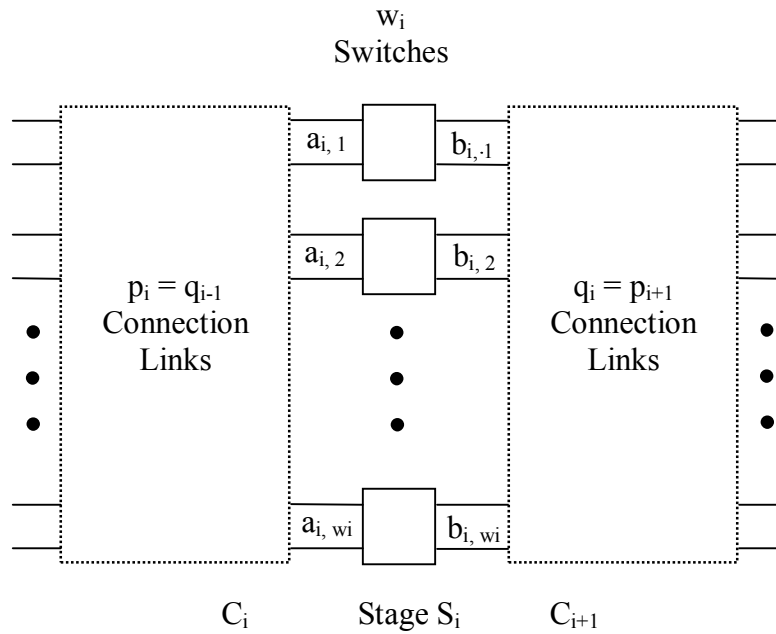 wᵢ
Switches
aᵢ, ₁
bᵢ,.₁
aᵢ, ₂
bᵢ, ₂
pᵢ = qᵢ₋₁
Connection
Links
qᵢ = pᵢ₊₁
Connection
Links
aᵢ, wᵢ
bᵢ, wᵢ
Cᵢ
Stage Sᵢ
Cᵢ₊₁